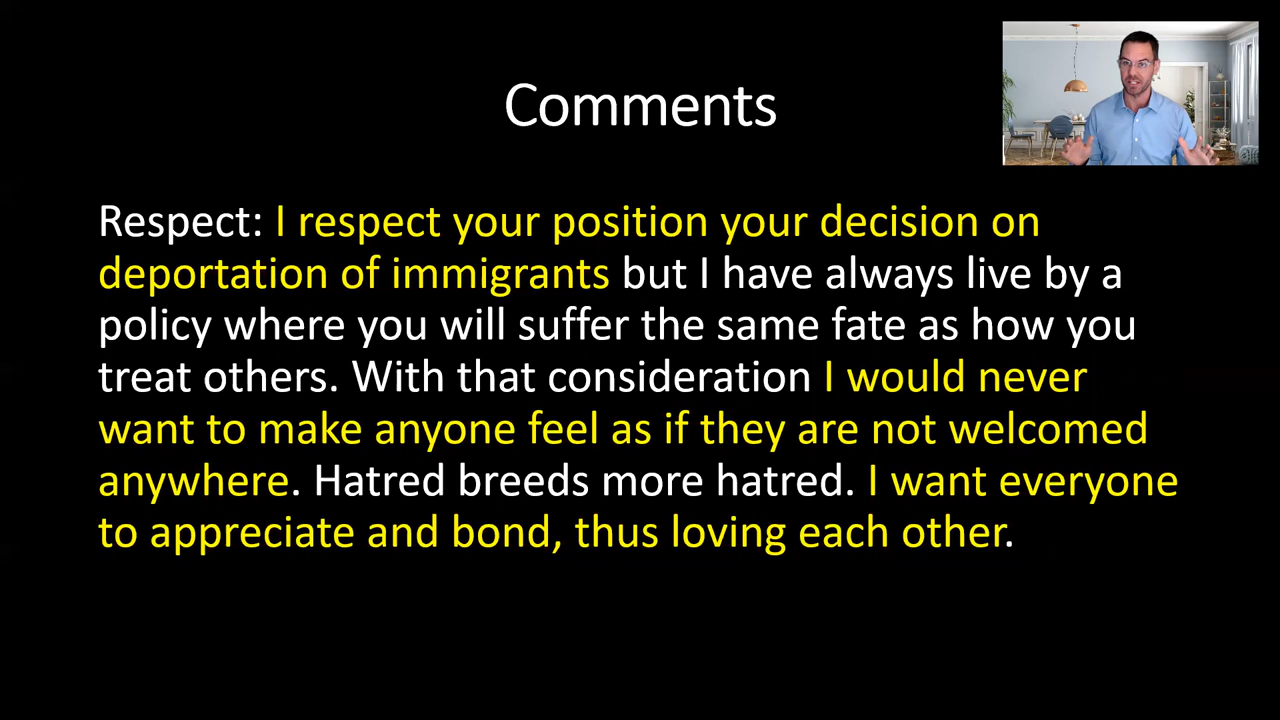 Comments
Respect: I respect your position your decision on
deportation of immigrants but I have always live by a
policy where you will suffer the same fate as how you
treat others. With that consideration I would never
want to make anyone feel as if they are not welcomed
anywhere. Hatred breeds more hatred. I want everyone
to appreciate and bond, thus loving each other.